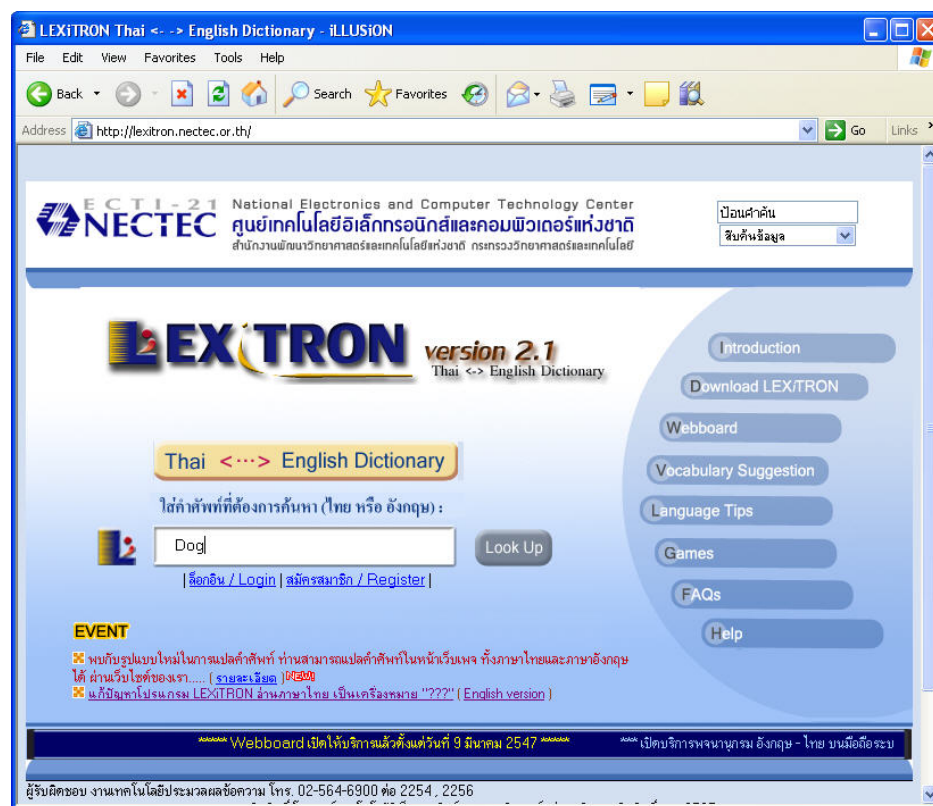 LEXiTRON Thai <- -> English Dictionary - iLLUSiON
File Edit View Favorites Tools Help
Back Search Favorites
Address http://lexitron.nectec.or.th/ Go Links
ECTI-21
NECTEC
National Electronics and Computer Technology Center
ศูนย์เทคโนโลยีอิเล็กทรอนิกส์และคอมพิวเตอร์แห่งชาติ
สำนักงานพัฒนาวิทยาศาสตร์และเทคโนโลยีแห่งชาติ กระทรวงวิทยาศาสตร์และเทคโนโลยี
ป้อนคำค้น
สืบค้นข้อมูล
LEXiTRON version 2.1
Thai <-> English Dictionary
Introduction
Download LEXiTRON
Webboard
Vocabulary Suggestion
Language Tips
Games
FAQs
Help
Thai <···> English Dictionary
ใส่คำศัพท์ที่ต้องการค้นหา (ไทย หรือ อังกฤษ) :
Dog
Look Up
| ล็อกอิน / Login | สมัครสมาชิก / Register |
EVENT
พบกับรูปแบบใหม่ในการแปลคำศัพท์ ท่านสามารถแปลคำศัพท์ในหน้าเว็บเพจ ทั้งภาษาไทยและภาษาอังกฤษ
ได้ ผ่านเว็บไซต์ของเรา..... ( รายละเอียด )
แก้ปัญหาโปรแกรม LEXiTRON อ่านภาษาไทย เป็นเครื่องหมาย "???" ( English version )
***** Webboard เปิดให้บริการแล้วตั้งแต่วันที่ 9 มีนาคม 2547 ***** *** เปิดบริการพจนานุกรม อังกฤษ - ไทย บนมือถือระบ
ผู้รับผิดชอบ งานเทคโนโลยีประมวลผลข้อความ โทร. 02-564-6900 ต่อ 2254 , 2256